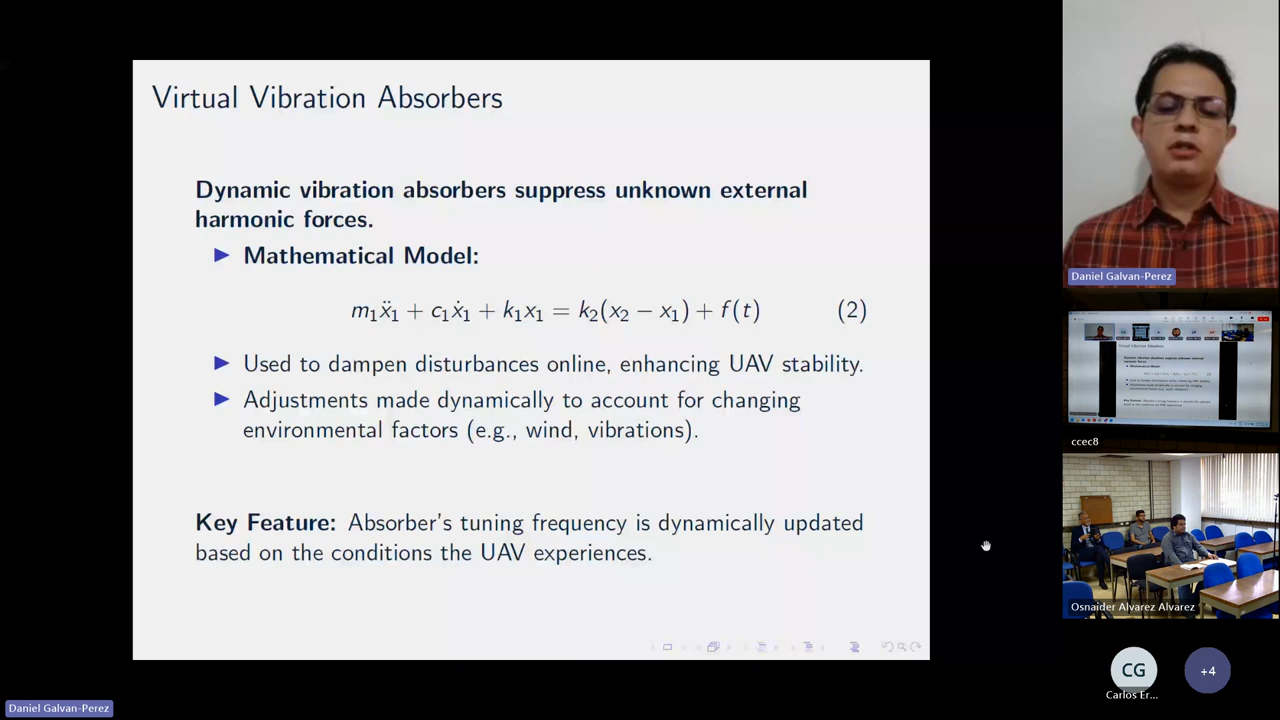 Virtual Vibration Absorbers
Dynamic vibration absorbers suppress unknown external
harmonic forces.
▶ Mathematical Model:
m₁ẍ₁ + c₁ẋ₁ + k₁x₁ = k₂(x₂ − x₁) + f(t) (2)
▶ Used to dampen disturbances online, enhancing UAV stability.
▶ Adjustments made dynamically to account for changing
environmental factors (e.g., wind, vibrations).
Key Feature: Absorber's tuning frequency is dynamically updated
based on the conditions the UAV experiences.
Daniel Galvan-Perez
Virtual Vibration Absorbers
ccec8
Osnaider Alvarez Alvarez
CG
Carlos Er...
+4
Daniel Galvan-Perez